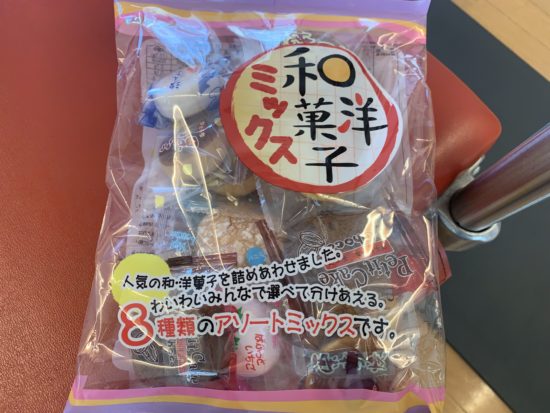 和洋
菓子
ミックス
人気の和・洋菓子を詰めあわせました。
わいわいみんなで選べて分けあえる。
8種類のアソートミックスです。
Petit Cake